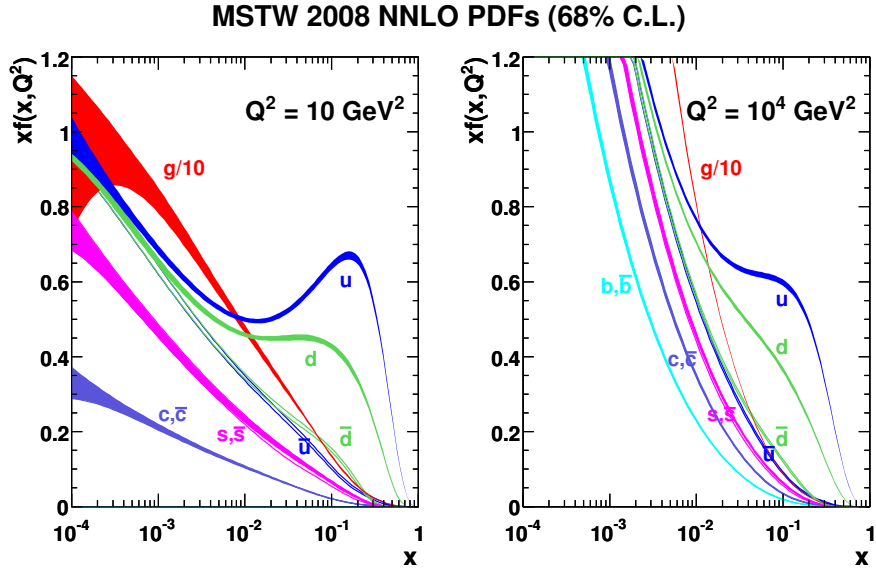 MSTW 2008 NNLO PDFs (68% C.L.)
xf(x,Q²)
1.2
1
0.8
0.6
0.4
0.2
0
Q² = 10 GeV²
g/10
u
d
c,c̅
s,s̅
u̅
d̅
10⁻⁴
10⁻³
10⁻²
10⁻¹
1
x
xf(x,Q²)
1.2
1
0.8
0.6
0.4
0.2
0
Q² = 10⁴ GeV²
g/10
b,b̅
u
d
c,c̅
s,s̅
d̅
u̅
10⁻⁴
10⁻³
10⁻²
10⁻¹
1
x